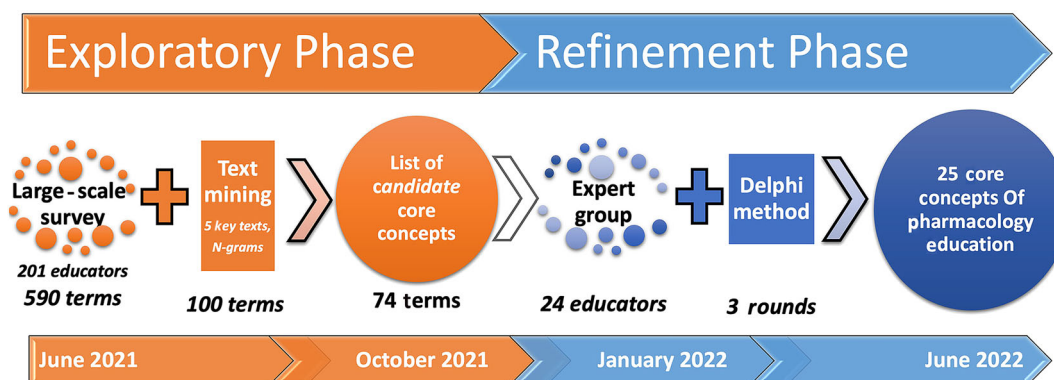 Exploratory Phase
Refinement Phase
Large-scale
survey
201 educators
590 terms
Text
mining
5 key texts,
N-grams
100 terms
List of
candidate
core
concepts
74 terms
Expert
group
24 educators
Delphi
method
3 rounds
25 core
concepts Of
pharmacology
education
June 2021
October 2021
January 2022
June 2022